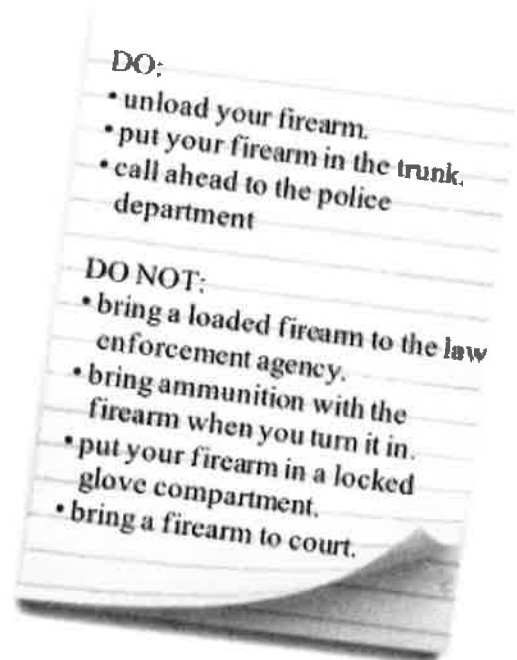 DO:
• unload your firearm.
• put your firearm in the trunk.
• call ahead to the police
department
DO NOT:
• bring a loaded firearm to the law
enforcement agency.
• bring ammunition with the
firearm when you turn it in.
• put your firearm in a locked
glove compartment.
• bring a firearm to court.